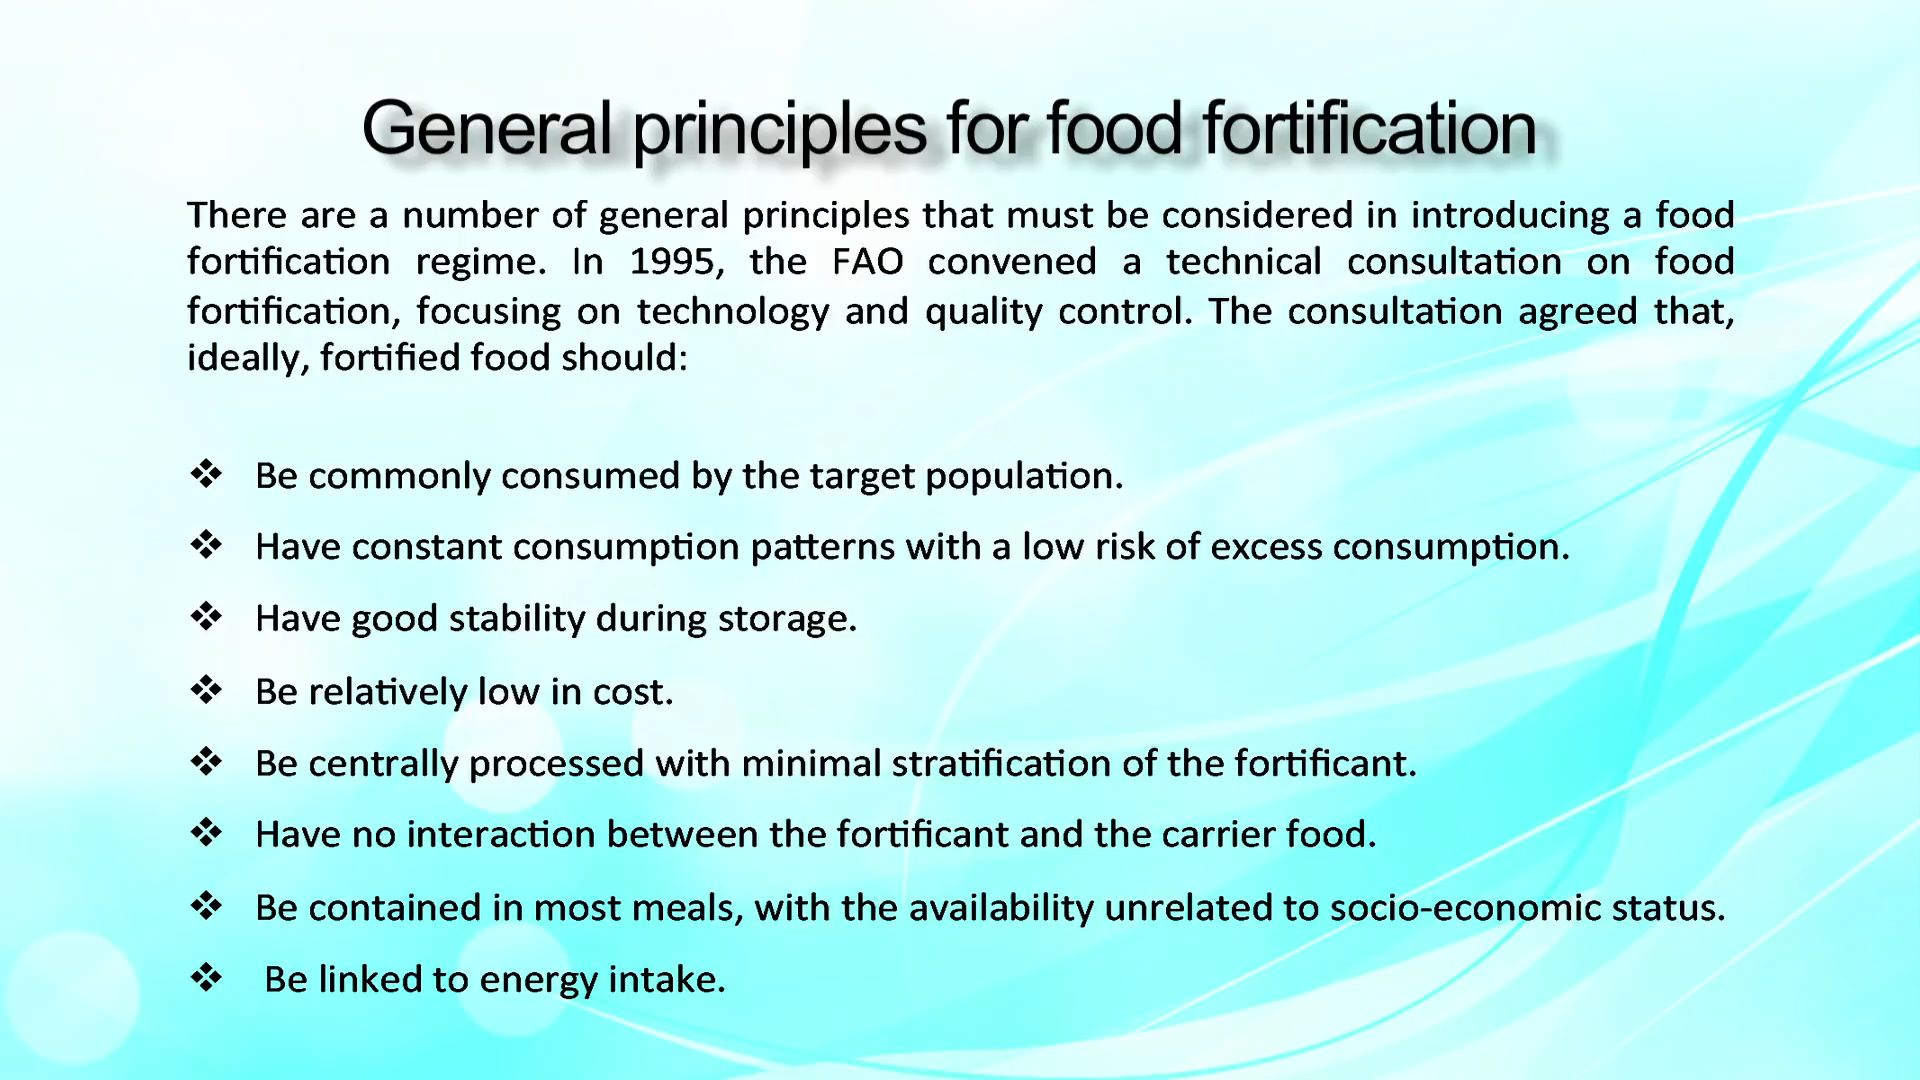 General principles for food fortification
There are a number of general principles that must be considered in introducing a food
fortification regime. In 1995, the FAO convened a technical consultation on food
fortification, focusing on technology and quality control. The consultation agreed that,
ideally, fortified food should:
❖ Be commonly consumed by the target population.
❖ Have constant consumption patterns with a low risk of excess consumption.
❖ Have good stability during storage.
❖ Be relatively low in cost.
❖ Be centrally processed with minimal stratification of the fortificant.
❖ Have no interaction between the fortificant and the carrier food.
❖ Be contained in most meals, with the availability unrelated to socio-economic status.
❖ Be linked to energy intake.